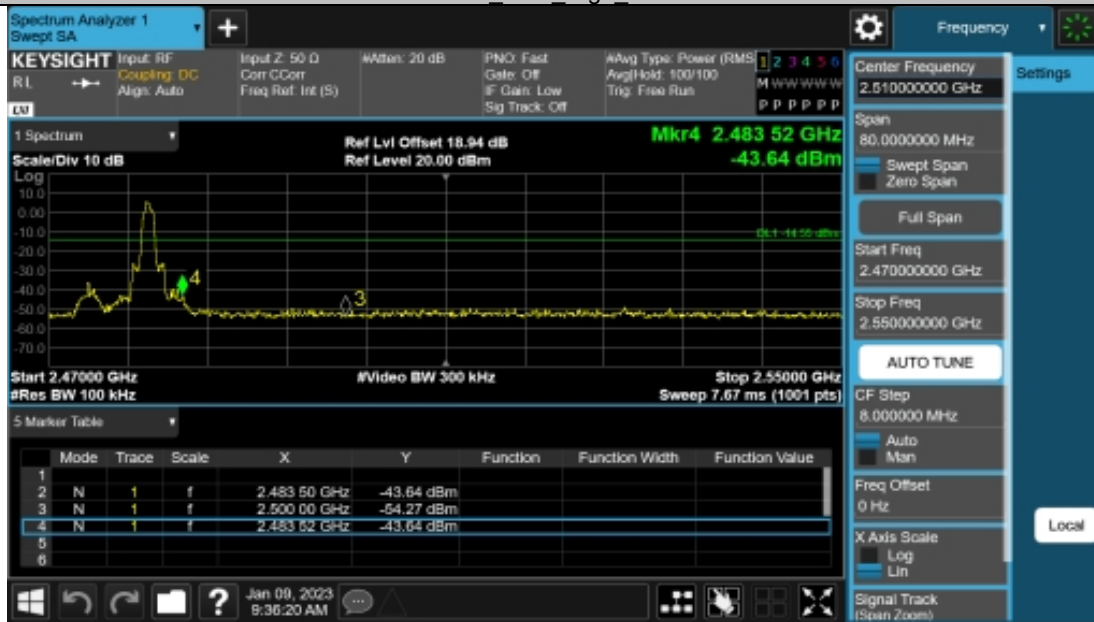 Spectrum Analyzer 1
Swept SA
+
Frequency
KEYSIGHT
RL
LXI
Input: RF
Coupling: DC
Align: Auto
Input Z: 50 Ω
Corr CCorr
Freq Ref: Int (S)
#Atten: 20 dB
PNO: Fast
Gate: Off
IF Gain: Low
Sig Track: Off
#Avg Type: Power (RMS
Avg|Hold: 100/100
Trig: Free Run
1 2 3 4 5 6
M W W W W W
P P P P P P
Center Frequency
2.510000000 GHz
Settings
Span
80.0000000 MHz
Swept Span
Zero Span
Full Span
Start Freq
2.470000000 GHz
Stop Freq
2.550000000 GHz
AUTO TUNE
CF Step
8.000000 MHz
Auto
Man
Freq Offset
0 Hz
X Axis Scale
Log
Lin
Signal Track
(Span Zoom)
Local
1 Spectrum
Scale/Div 10 dB
Ref Lvl Offset 18.94 dB
Ref Level 20.00 dBm
Mkr4 2.483 52 GHz
-43.64 dBm
Log
10.0
0.00
-10.0
-20.0
-30.0
-40.0
-50.0
-60.0
-70.0
4
3
Start 2.47000 GHz
#Video BW 300 kHz
Stop 2.55000 GHz
#Res BW 100 kHz
Sweep 7.67 ms (1001 pts)
5 Marker Table
Mode Trace Scale X Y Function Function Width Function Value
1
2 N 1 f 2.483 50 GHz -43.64 dBm
3 N 1 f 2.500 00 GHz -54.27 dBm
4 N 1 f 2.483 52 GHz -43.64 dBm
5
6
?
Jan 09, 2023
9:36:20 AM